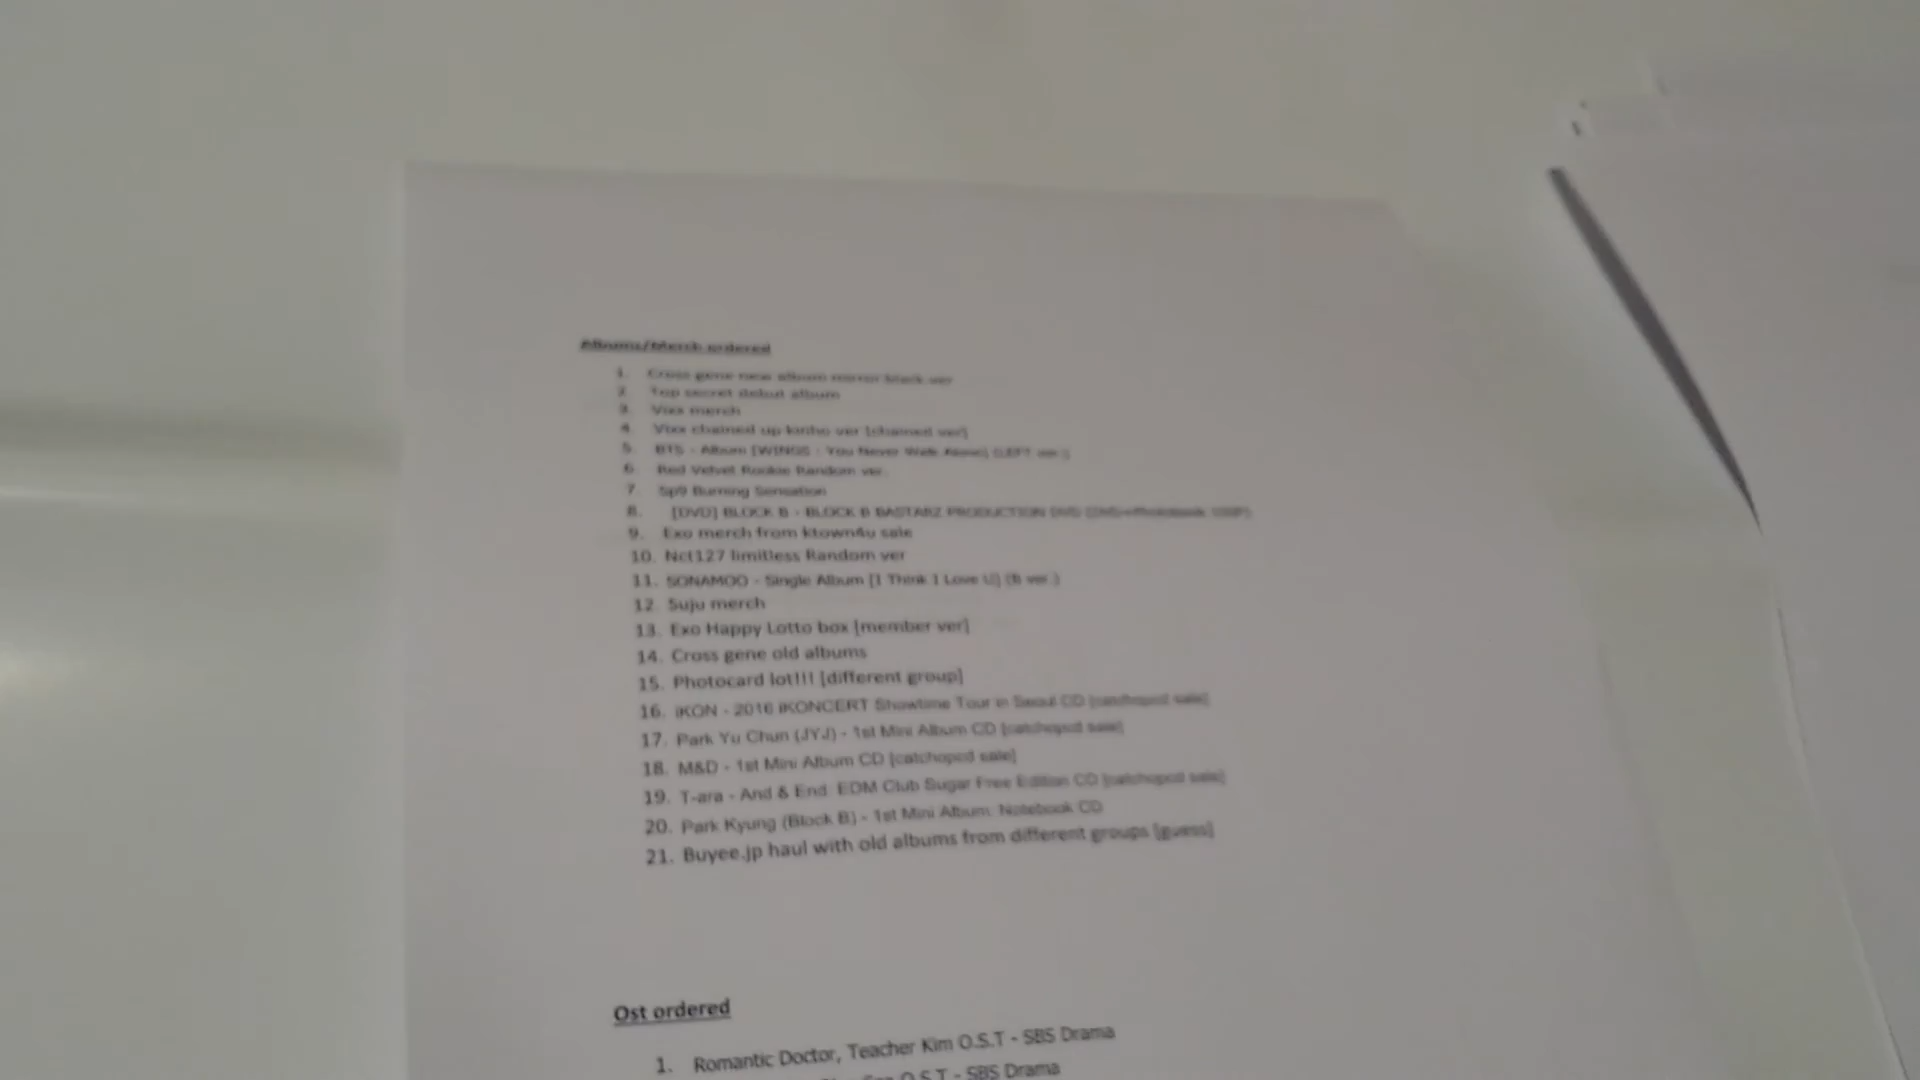 Albums/Merch ordered
1. Cross gene new album mirror black ver
2. Top secret debut album
3. Vixx merch
4. Vixx chained up kihno ver [chained ver]
5. BTS - Album [WINGS : You Never Walk Alone] (LEFT ver.)
6. Red Velvet Rookie Random ver.
7. Sp9 Burning Sensation
8. [DVD] BLOCK B - BLOCK B BASTARZ PRODUCTION DVD
9. Exo merch from ktown4u sale
10. Nct127 limitless Random ver
11. SONAMOO - Single Album [I Think I Love U] (B ver.)
12. Suju merch
13. Exo Happy Lotto box [member ver]
14. Cross gene old albums
15. Photocard lot!!! [different group]
16. iKON - 2016 iKONCERT Showtime Tour in Seoul CD [catchopcd sale]
17. Park Yu Chun (JYJ) - 1st Mini Album CD [catchopcd sale]
18. M&D - 1st Mini Album CD [catchopcd sale]
19. T-ara - And & End: EDM Club Sugar Free Edition CD [catchopcd sale]
20. Park Kyung (Block B) - 1st Mini Album: Notebook CD
21. Buyee.jp haul with old albums from different groups [guess]
Ost ordered
1. Romantic Doctor, Teacher Kim O.S.T - SBS Drama
O.S.T - SBS Drama